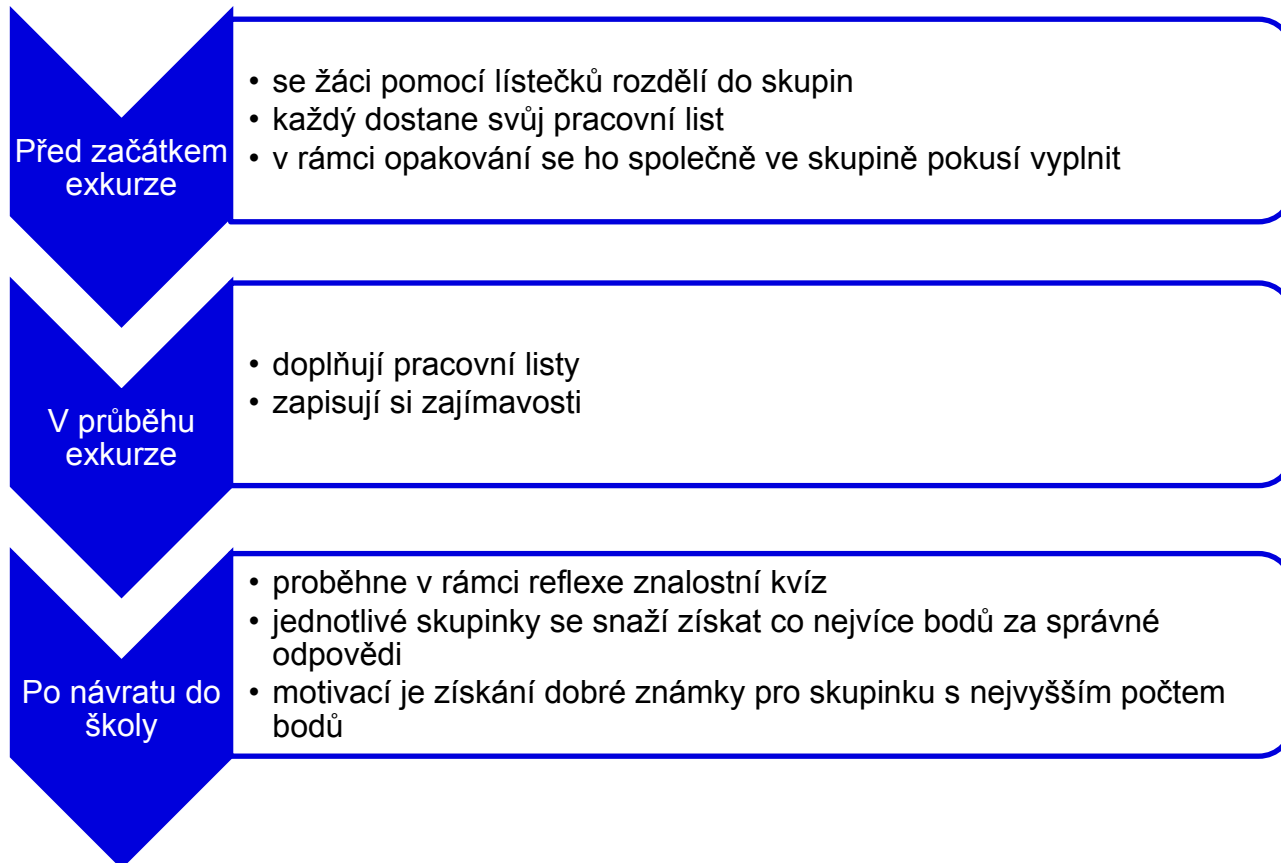 Před začátkem
exkurze
• se žáci pomocí lístečků rozdělí do skupin
• každý dostane svůj pracovní list
• v rámci opakování se ho společně ve skupině pokusí vyplnit
V průběhu
exkurze
• doplňují pracovní listy
• zapisují si zajímavosti
Po návratu do
školy
• proběhne v rámci reflexe znalostní kvíz
• jednotlivé skupinky se snaží získat co nejvíce bodů za správné
odpovědi
• motivací je získání dobré známky pro skupinku s nejvyšším počtem
bodů